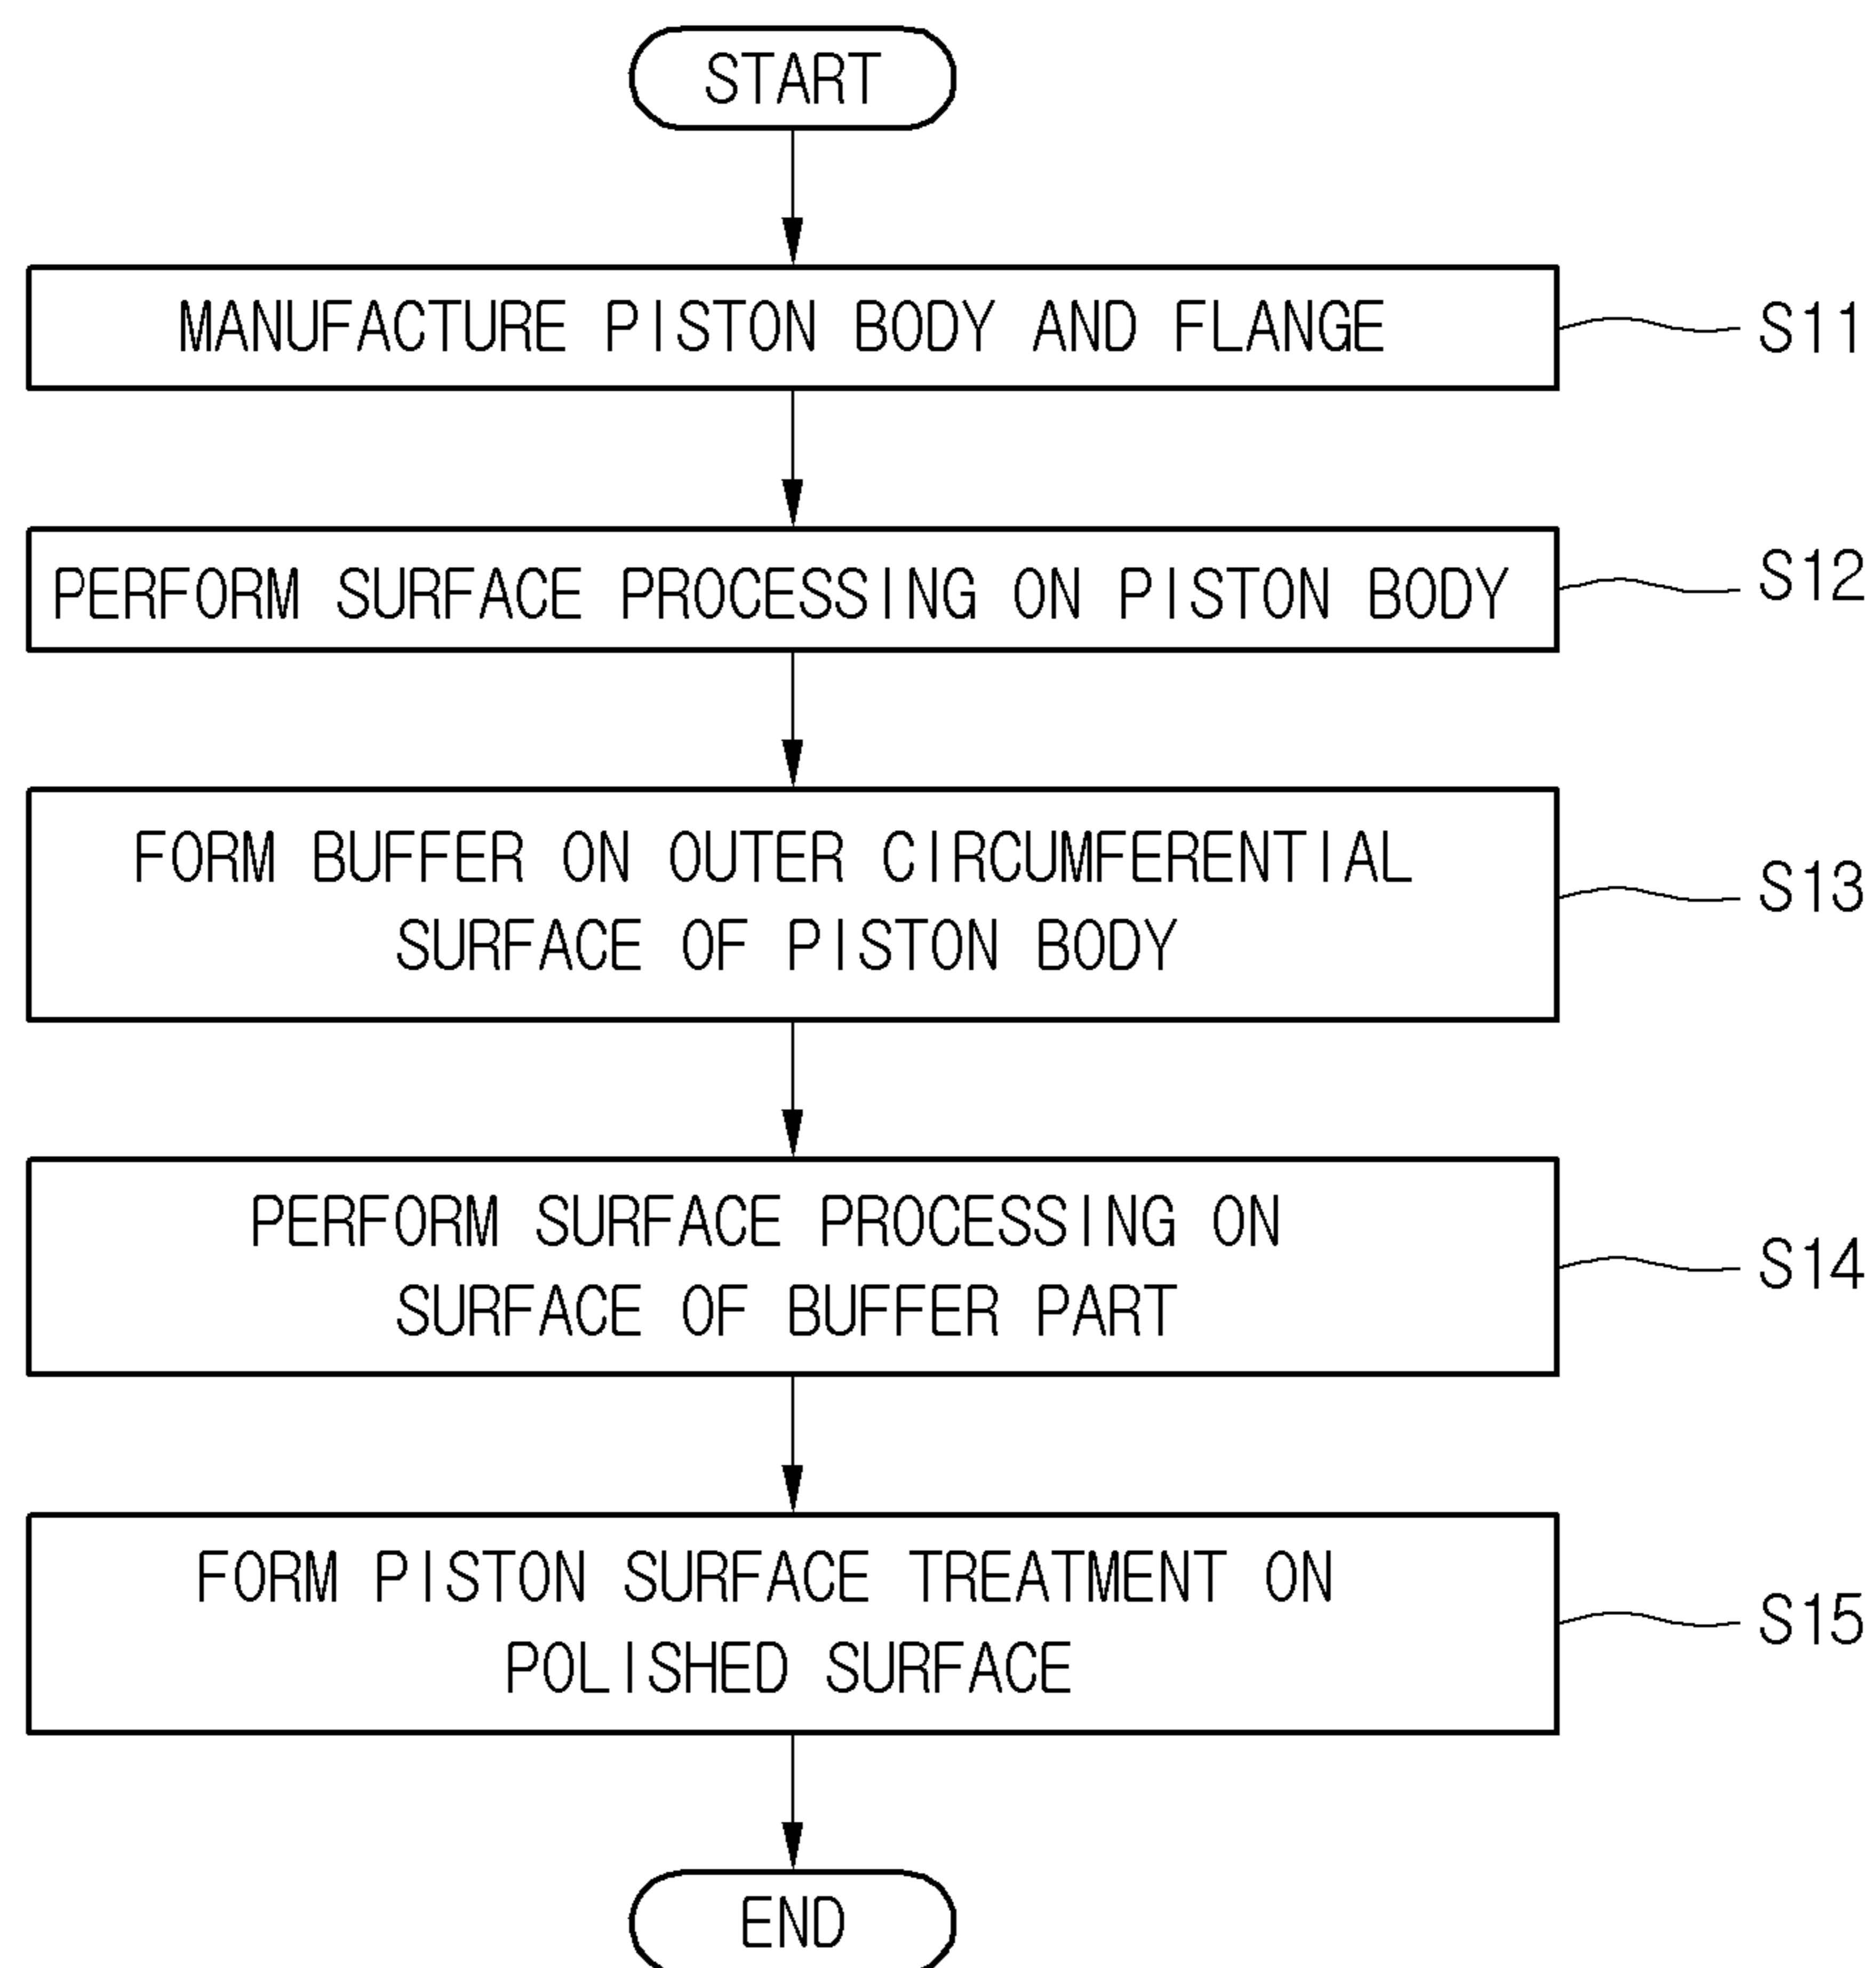 START
MANUFACTURE PISTON BODY AND FLANGE
S11
PERFORM SURFACE PROCESSING ON PISTON BODY
S12
FORM BUFFER ON OUTER CIRCUMFERENTIAL
SURFACE OF PISTON BODY
S13
PERFORM SURFACE PROCESSING ON
SURFACE OF BUFFER PART
S14
FORM PISTON SURFACE TREATMENT ON
POLISHED SURFACE
S15
END